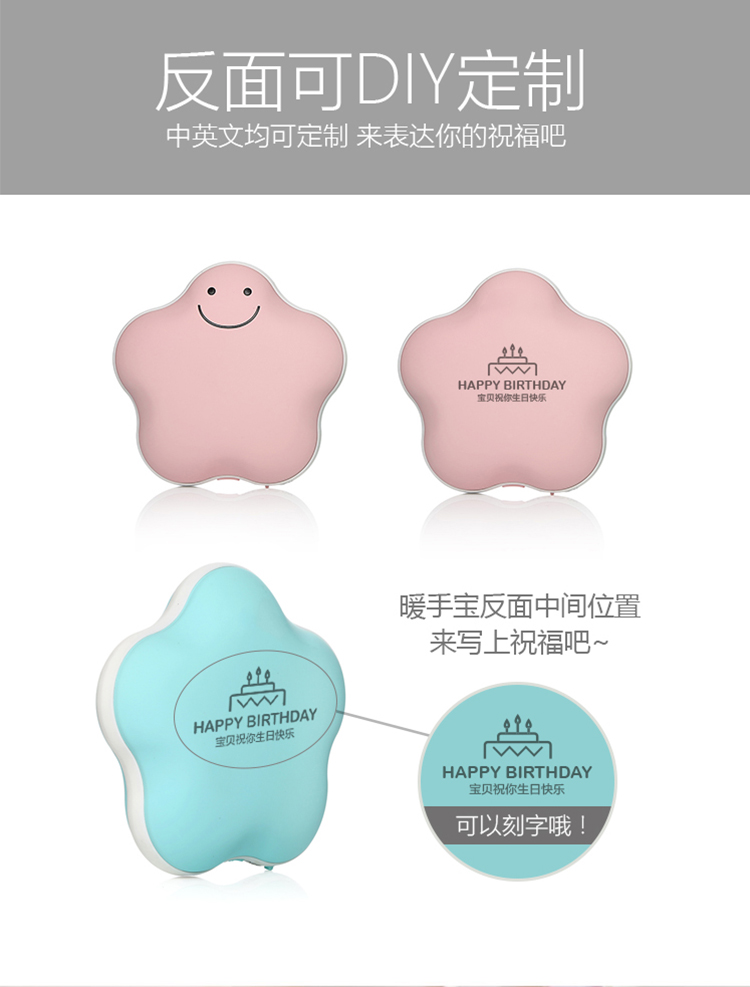 反面可DIY定制
中英文均可定制 来表达你的祝福吧
HAPPY BIRTHDAY
宝贝祝你生日快乐
暖手宝反面中间位置
来写上祝福吧~
HAPPY BIRTHDAY
宝贝祝你生日快乐
HAPPY BIRTHDAY
宝贝祝你生日快乐
可以刻字哦！